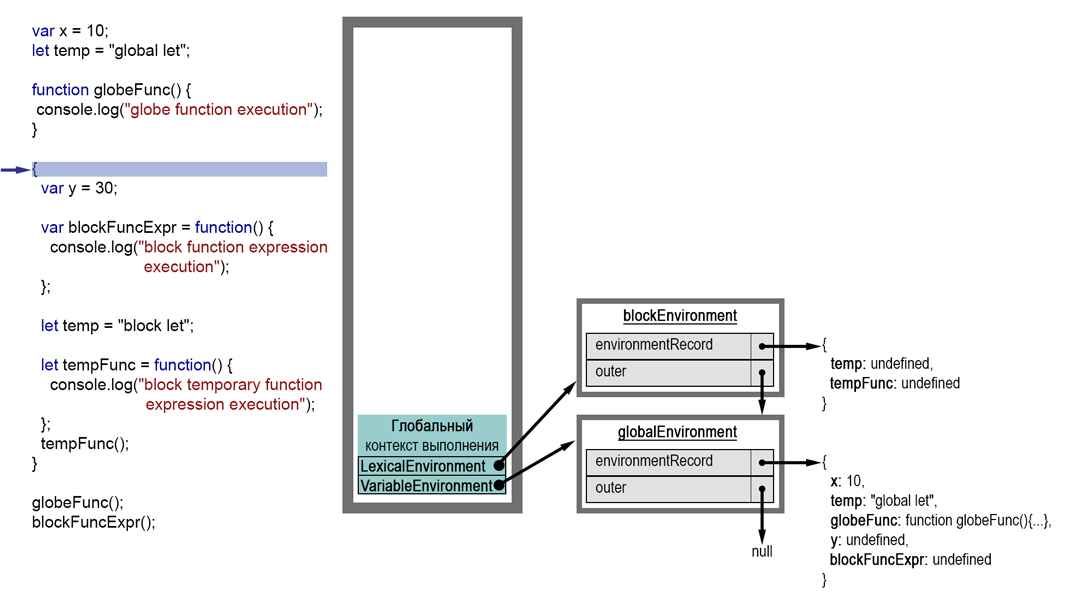 var x = 10;
let temp = "global let";
function globeFunc() {
console.log("globe function execution");
}
{
var y = 30;
var blockFuncExpr = function() {
console.log("block function expression
execution");
};
let temp = "block let";
let tempFunc = function() {
console.log("block temporary function
expression execution");
};
tempFunc();
}
globeFunc();
blockFuncExpr();
Глобальный
контекст выполнения
LexicalEnvironment
VariableEnvironment
blockEnvironment
environmentRecord
outer
{
temp: undefined,
tempFunc: undefined
}
globalEnvironment
environmentRecord
outer
null
{
x: 10,
temp: "global let",
globeFunc: function globeFunc(){...},
y: undefined,
blockFuncExpr: undefined
}